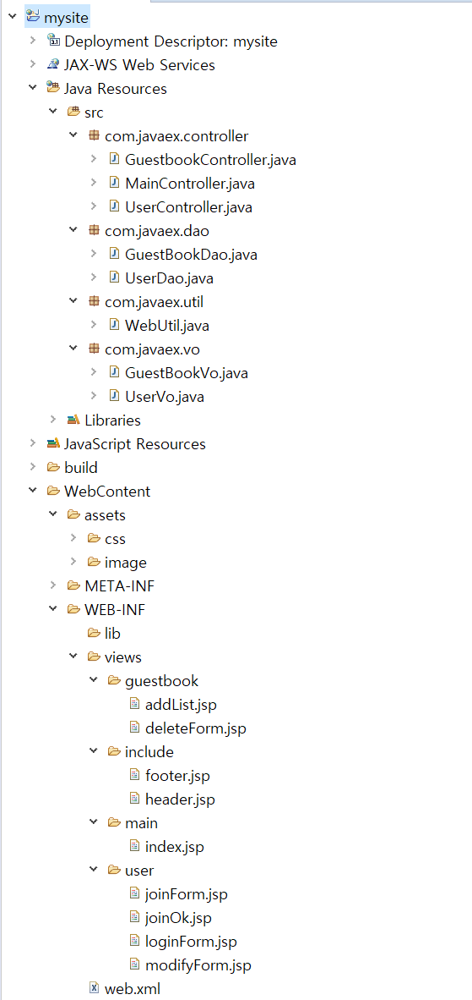 mysite
Deployment Descriptor: mysite
JAX-WS Web Services
Java Resources
src
com.javaex.controller
GuestbookController.java
MainController.java
UserController.java
com.javaex.dao
GuestBookDao.java
UserDao.java
com.javaex.util
WebUtil.java
com.javaex.vo
GuestBookVo.java
UserVo.java
Libraries
JavaScript Resources
build
WebContent
assets
css
image
META-INF
WEB-INF
lib
views
guestbook
addList.jsp
deleteForm.jsp
include
footer.jsp
header.jsp
main
index.jsp
user
joinForm.jsp
joinOk.jsp
loginForm.jsp
modifyForm.jsp
web.xml